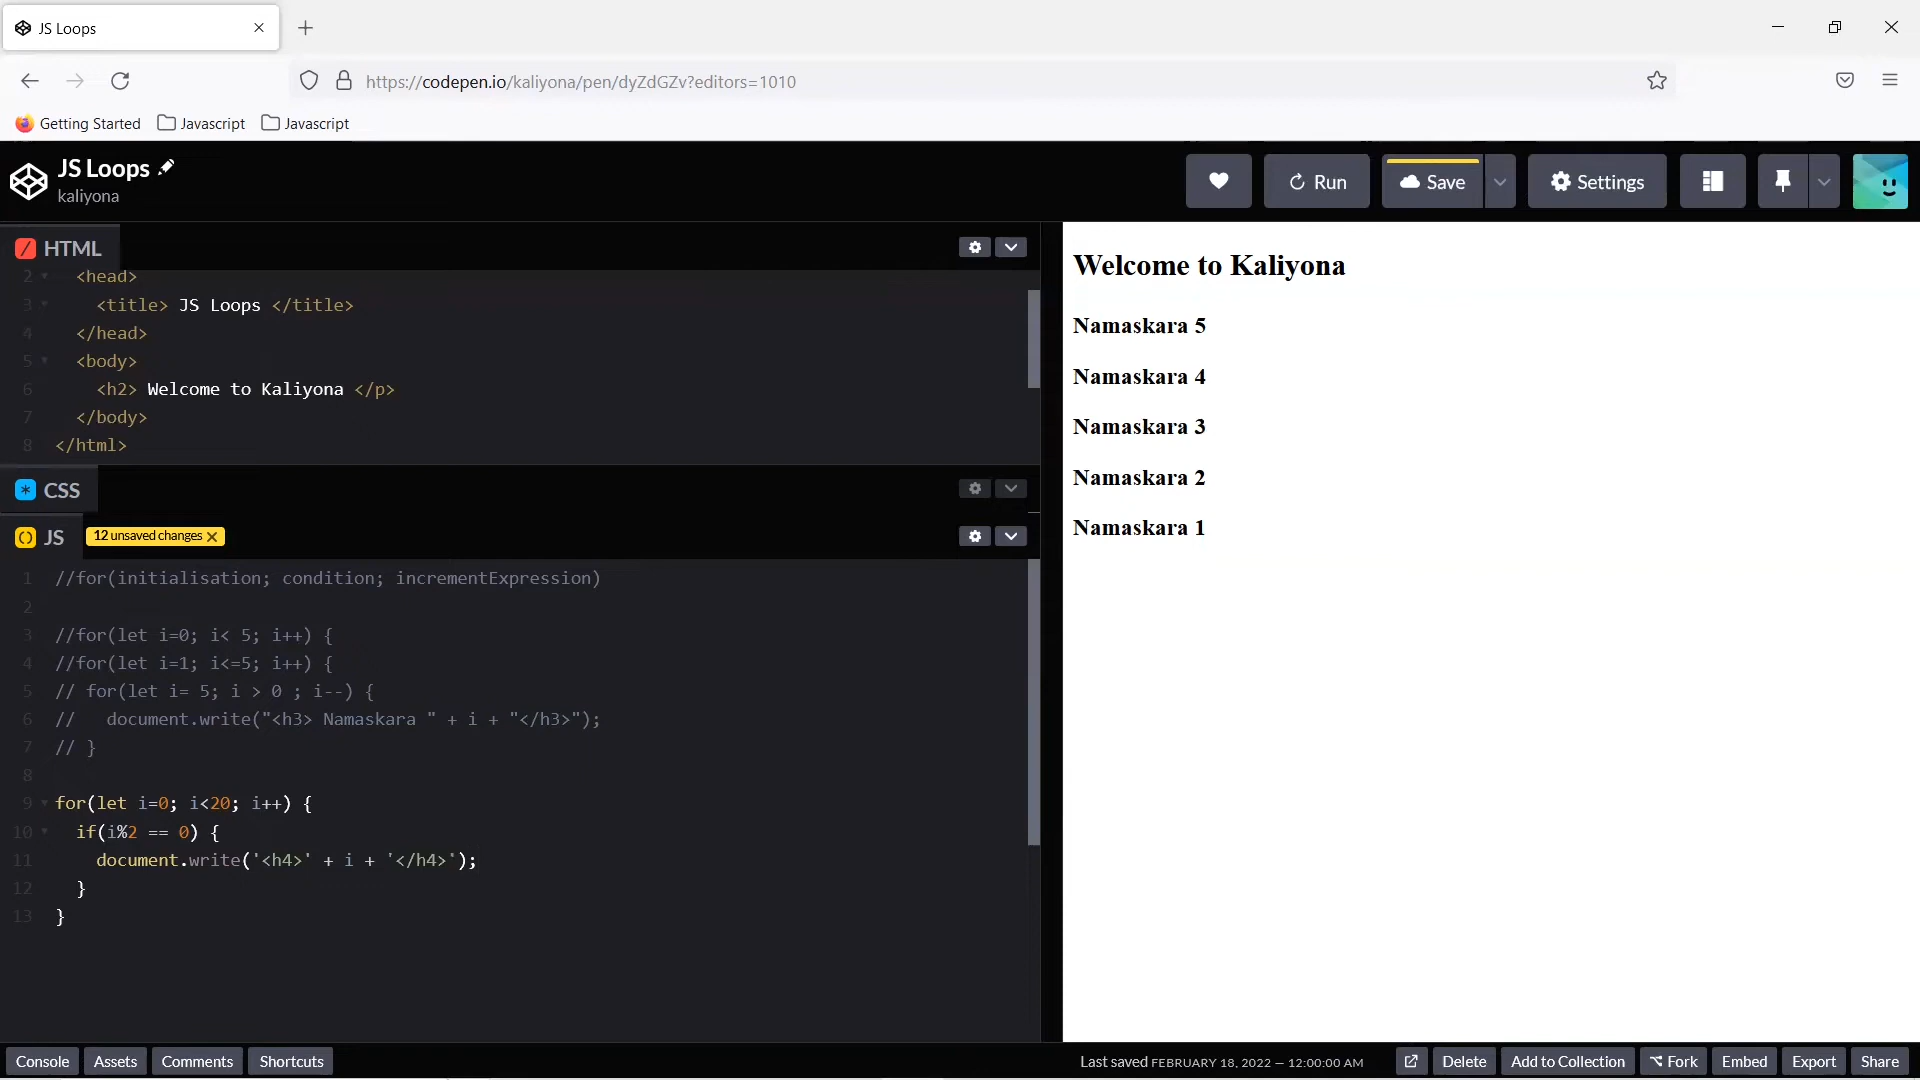 JS Loops
https://codepen.io/kaliyona/pen/dyZdGZv?editors=1010
Getting Started Javascript Javascript
JS Loops
kaliyona
Run Save Settings
HTML
2 <head>
3 <title> JS Loops </title>
4 </head>
5 <body>
6 <h2> Welcome to Kaliyona </p>
7 </body>
8 </html>
CSS
JS 12 unsaved changes
1 //for(initialisation; condition; incrementExpression)
2
3 //for(let i=0; i< 5; i++) {
4 //for(let i=1; i<=5; i++) {
5 // for(let i= 5; i > 0 ; i--) {
6 //   document.write("<h3> Namaskara " + i + "</h3>");
7 // }
8
9 for(let i=0; i<20; i++) {
10 if(i%2 == 0) {
11 document.write('<h4>' + i + '</h4>');
12 }
13 }
Welcome to Kaliyona
Namaskara 5
Namaskara 4
Namaskara 3
Namaskara 2
Namaskara 1
Console Assets Comments Shortcuts
Last saved FEBRUARY 18, 2022 — 12:00:00 AM
Delete Add to Collection Fork Embed Export Share